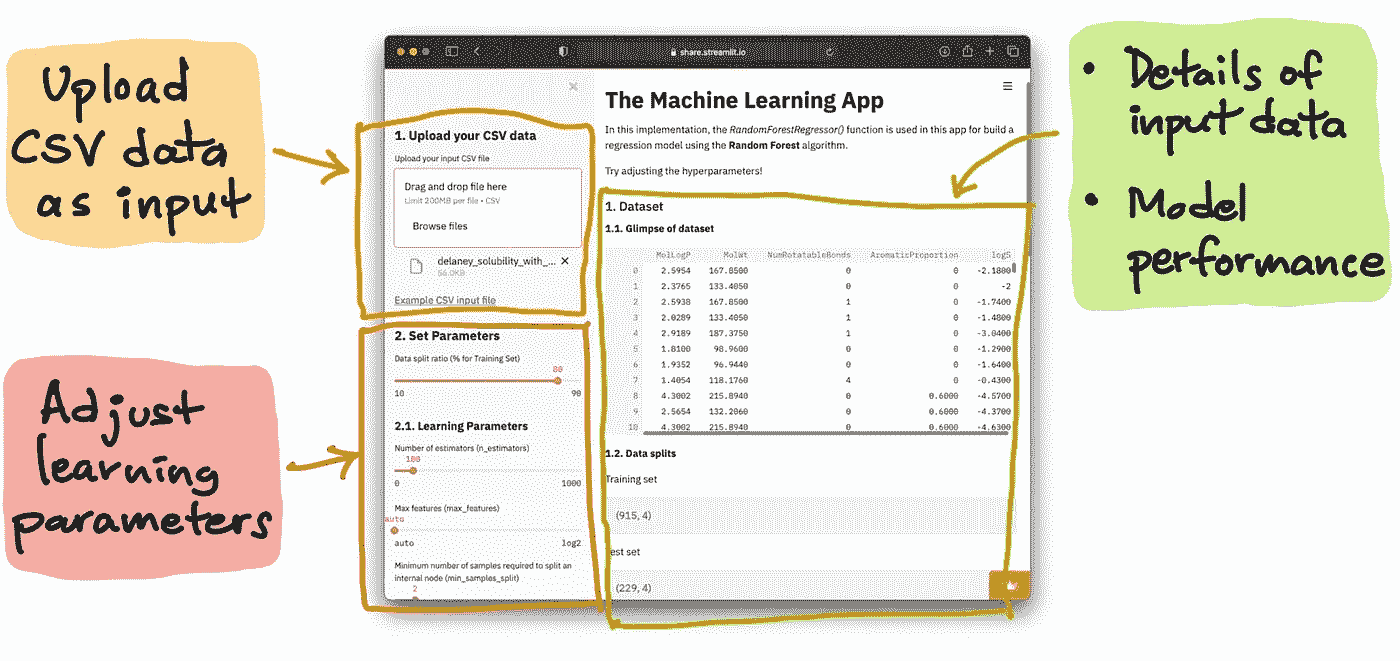 Upload
CSV data
as input
Adjust
learning
parameters
share.streamlit.io
1. Upload your CSV data
Upload your input CSV file
Drag and drop file here
Limit 200MB per file • CSV
Browse files
delaney_solubility_with_...
56.0KB
Example CSV input file
2. Set Parameters
Data split ratio (% for Training Set)
80
10 90
2.1. Learning Parameters
Number of estimators (n_estimators)
100
0 1000
Max features (max_features)
auto
auto log2
Minimum number of samples required to split an
internal node (min_samples_split)
2
The Machine Learning App
In this implementation, the RandomForestRegressor() function is used in this app for build a
regression model using the Random Forest algorithm.
Try adjusting the hyperparameters!
1. Dataset
1.1. Glimpse of dataset
MolLogP MolWt NumRotatableBonds AromaticProportion logS
0 2.5954 167.8500 0 0 -2.1800
1 2.3765 133.4050 0 0 -2
2 2.5938 167.8500 1 0 -1.7400
3 2.0289 133.4050 1 0 -1.4800
4 2.9189 187.3750 1 0 -3.0400
5 1.8100 98.9600 0 0 -1.2900
6 1.9352 96.9440 0 0 -1.6400
7 1.4054 118.1760 4 0 -0.4300
8 4.3002 215.8940 0 0.6000 -4.5700
9 2.5654 132.2060 0 0.6000 -4.3700
10 4.3002 215.8940 0 0.6000 -4.6300
1.2. Data splits
Training set
(915, 4)
est set
(229, 4)
• Details of
input data
• Model
performance